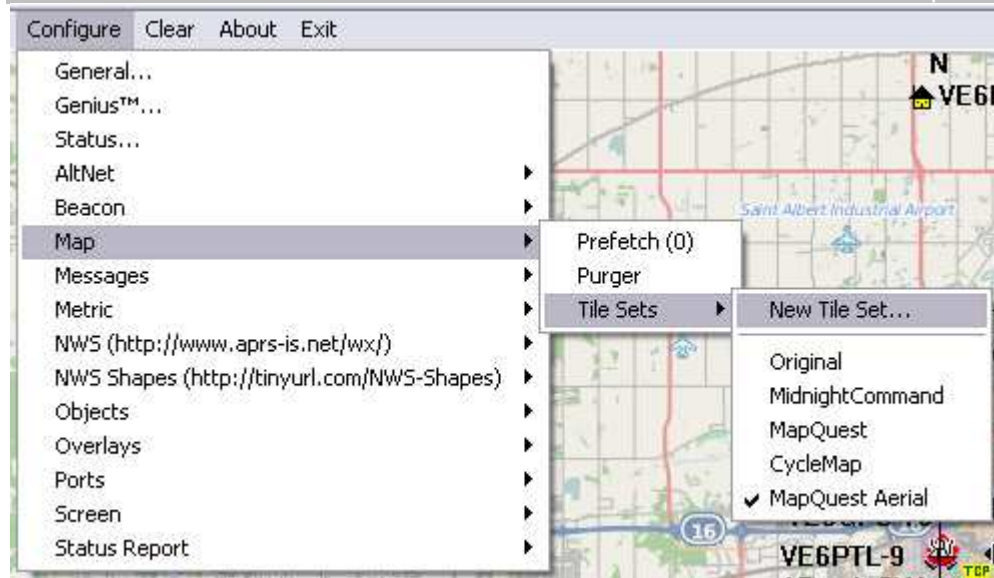 Configure Clear About Exit
General...
Genius™...
Status...
AltNet
Beacon
Map
Messages
Metric
NWS (http://www.aprs-is.net/wx/)
NWS Shapes (http://tinyurl.com/NWS-Shapes)
Objects
Overlays
Ports
Screen
Status Report
Prefetch (0)
Purger
Tile Sets
New Tile Set...
Original
MidnightCommand
MapQuest
CycleMap
MapQuest Aerial
N
Saint Albert Industrial Airport
16
VE6PTL-9
TCP